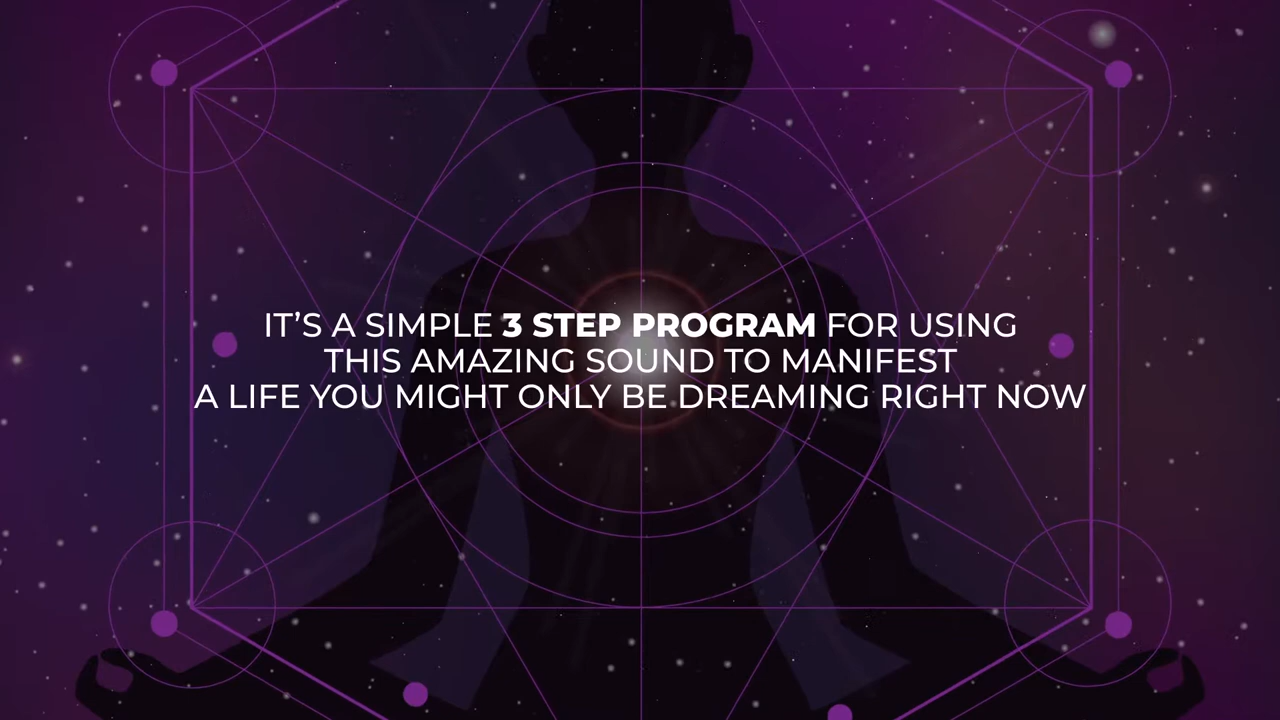 IT’S A SIMPLE 3 STEP PROGRAM FOR USING
THIS AMAZING SOUND TO MANIFEST
A LIFE YOU MIGHT ONLY BE DREAMING RIGHT NOW